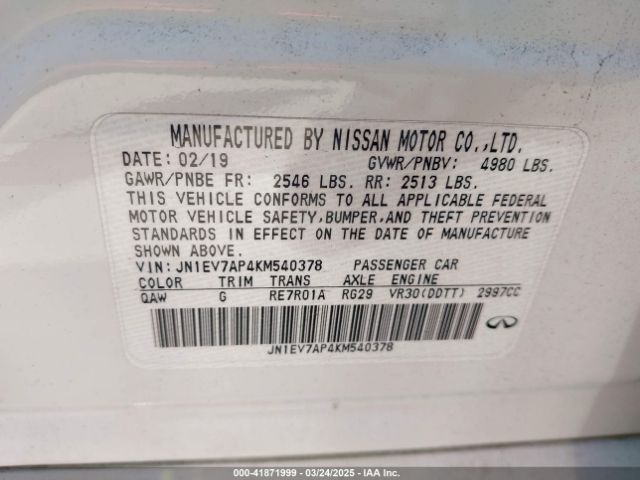 MANUFACTURED BY NISSAN MOTOR CO.,LTD.
DATE: 02/19 GVWR/PNBV: 4980 LBS.
GAWR/PNBE FR: 2546 LBS. RR: 2513 LBS.
THIS VEHICLE CONFORMS TO ALL APPLICABLE FEDERAL
MOTOR VEHICLE SAFETY,BUMPER,AND THEFT PREVENTION
STANDARDS IN EFFECT ON THE DATE OF MANUFACTURE
SHOWN ABOVE.
VIN: JN1EV7AP4KM540378 PASSENGER CAR
COLOR TRIM TRANS AXLE ENGINE
QAW G RE7R01A RG29 VR30(DDTT) 2997CC
JN1EV7AP4KM540378
000-41871999 - 03/24/2025 - IAA Inc.